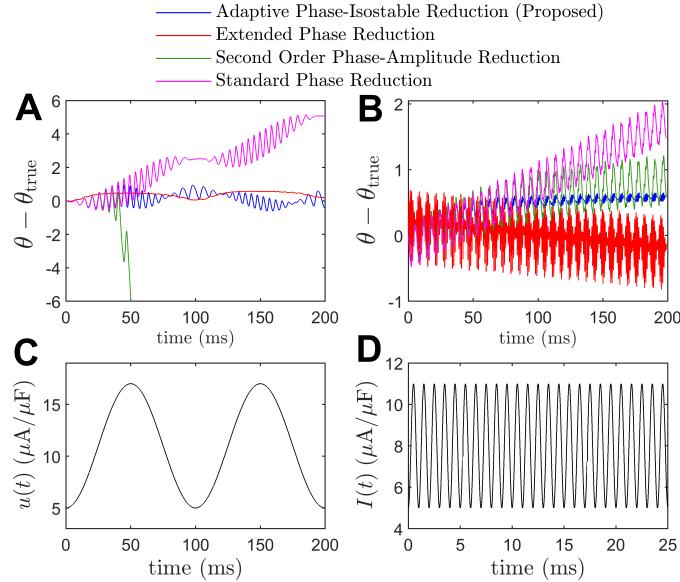 Adaptive Phase-Isostable Reduction (Proposed)
Extended Phase Reduction
Second Order Phase-Amplitude Reduction
Standard Phase Reduction
A
B
6
4
2
0
-2
-4
-6
θ − θtrue
0 50 100 150 200
time (ms)
2
1
0
-1
θ − θtrue
0 50 100 150 200
time (ms)
C
D
15
10
5
u(t) (μA/μF)
0 50 100 150 200
time (ms)
12
10
8
6
4
I(t) (μA/μF)
0 5 10 15 20 25
time (ms)